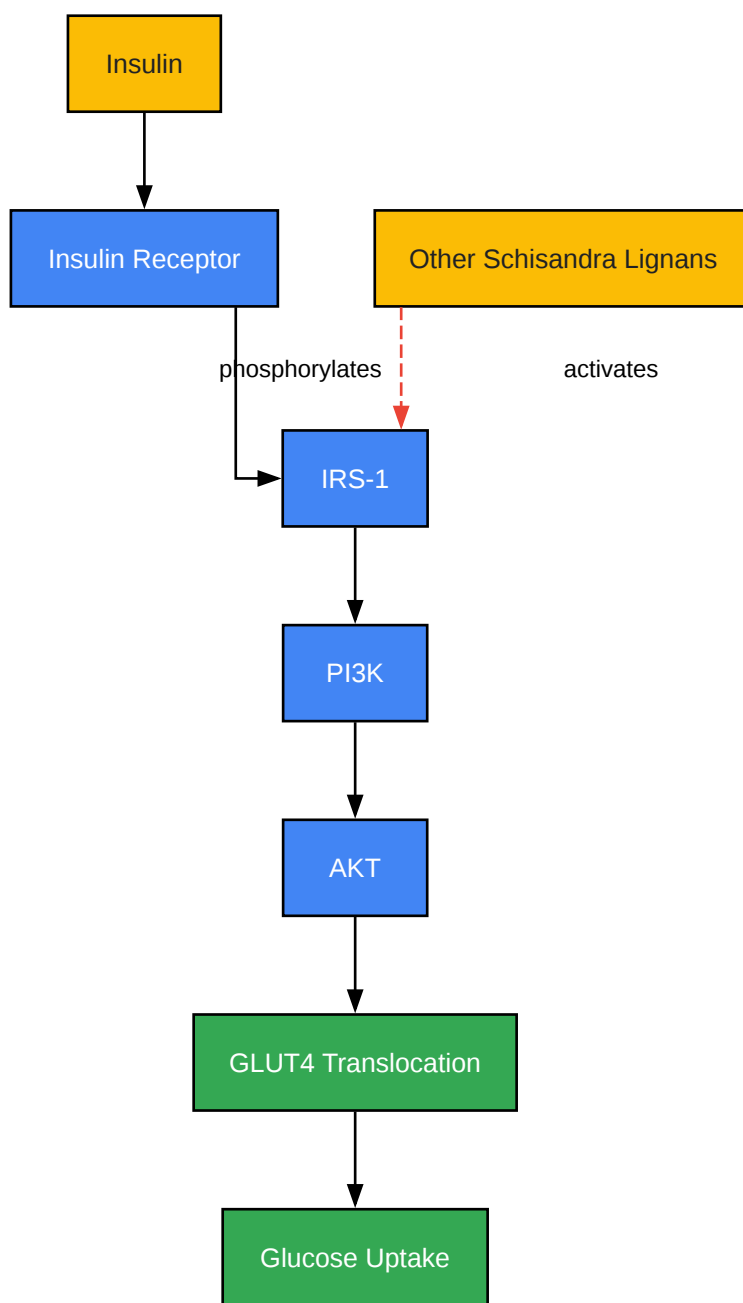 Insulin
Insulin Receptor
Other Schisandra Lignans
phosphorylates
activates
IRS-1
PI3K
AKT
GLUT4 Translocation
Glucose Uptake